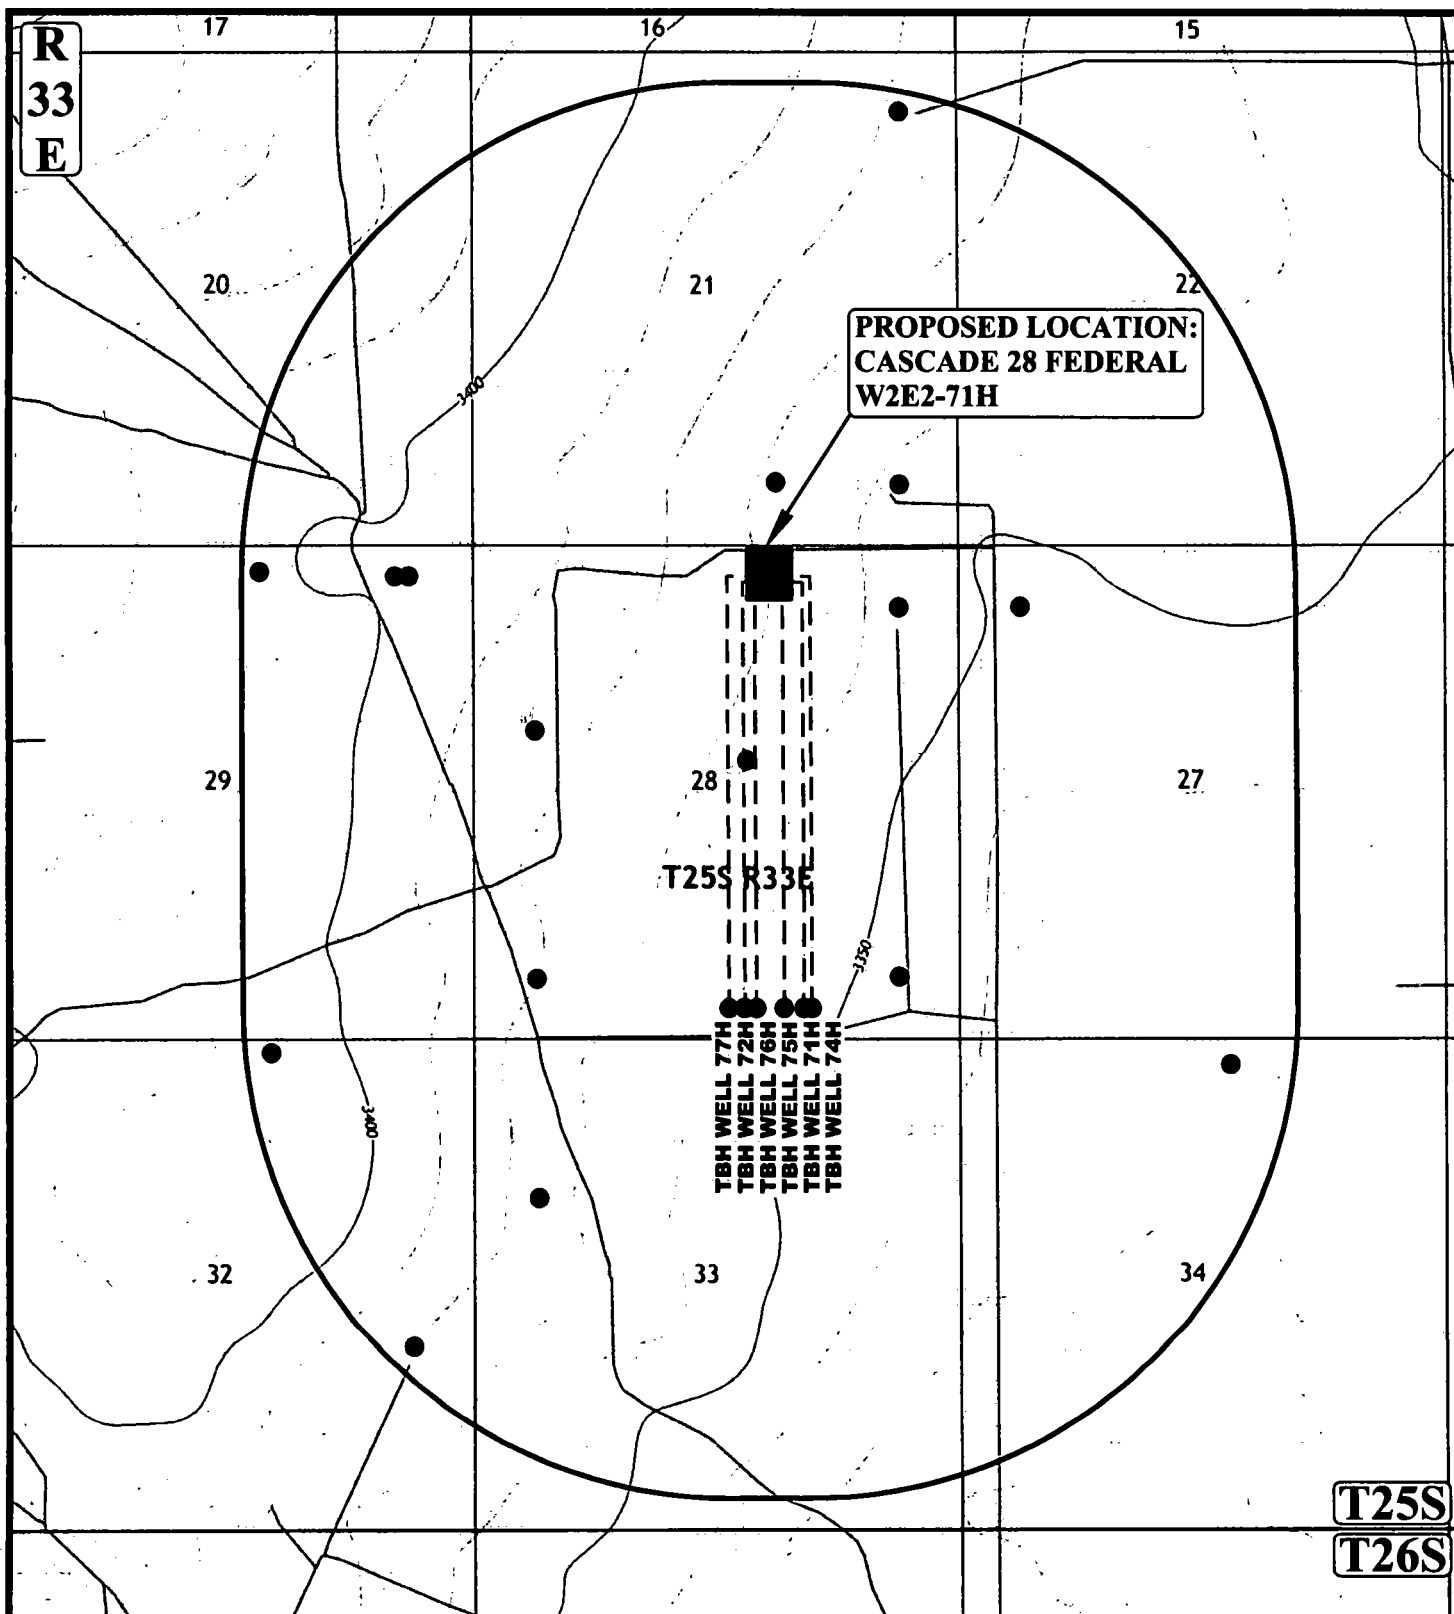 R
33
E
17
16
15
20
21
22
PROPOSED LOCATION:
CASCADE 28 FEDERAL
W2E2-71H
3400
29
28
27
T25S R33E
3350
TBH WELL 77H
TBH WELL 72H
TBH WELL 76H
TBH WELL 75H
TBH WELL 71H
TBH WELL 74H
3400
32
33
34
T25S
T26S